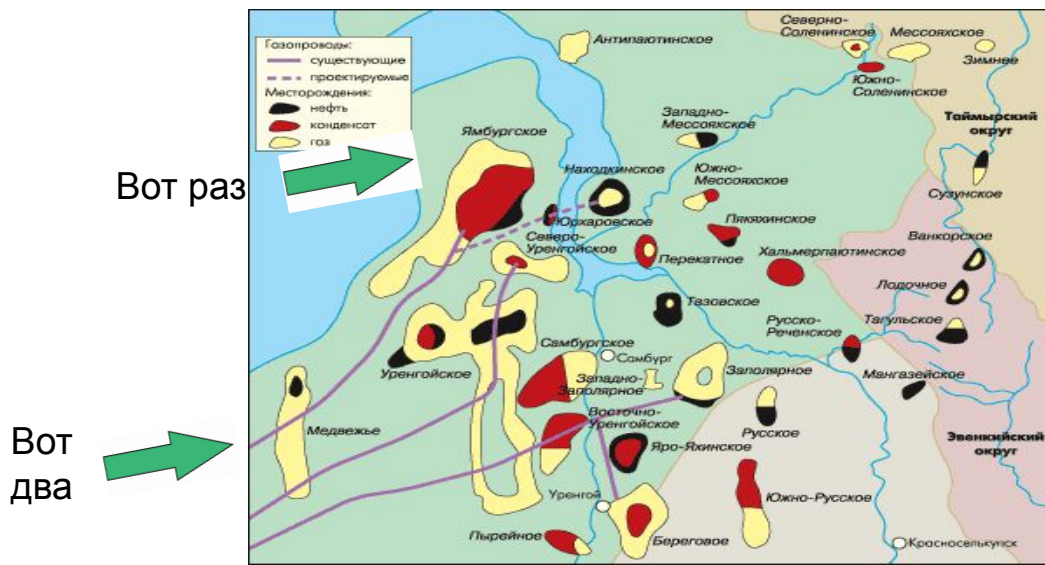 Газопроводы:
существующие
проектируемые
Месторождения:
нефть
конденсат
газ
Вот раз
Вот
два
Антипаютинское
Северно-
Соленинское
Мессояхское
Зимнее
Южно-
Соленинское
Таймырский
округ
Западно-
Мессояхское
Ямбургское
Находкинское
Южно-
Мессояхское
Сузунское
Юрхаровское
Пякяхинское
Северо-
Уренгойское
Перекатное
Хальмерпаютинское
Ванкорское
Лодочное
Тазовское
Русско-
Реченское
Тагульское
Самбургское
Самбург
Уренгойское
Западно-
Заполярное
Заполярное
Мангазейское
Медвежье
Восточно-
Уренгойское
Русское
Яро-Яхинское
Эвенкийский
округ
Уренгой
Южно-Русское
Пырейное
Береговое
Красноселькупск